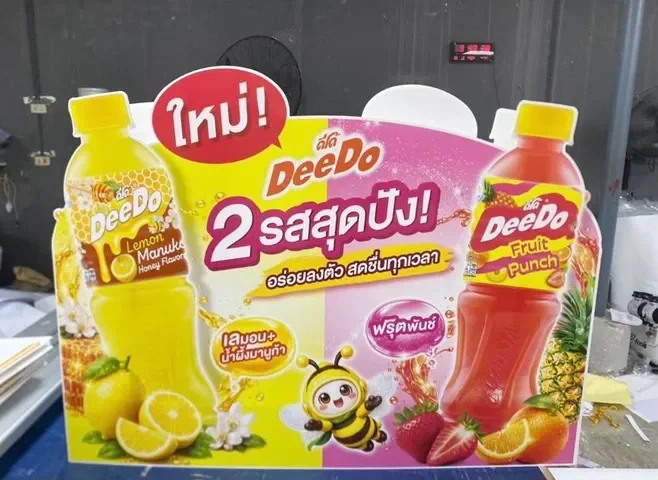 ใหม่!
ดีโด้
DeeDo
2 รสสุดปัง!
อร่อยลงตัว สดชื่นทุกเวลา
ดีโด้
DeeDo
Lemon
Manuka
Honey Flavor
ดีโด้
DeeDo
Fruit
Punch
เลมอน+
น้ำผึ้งมานูก้า
ฟรุ๊ตพันช์